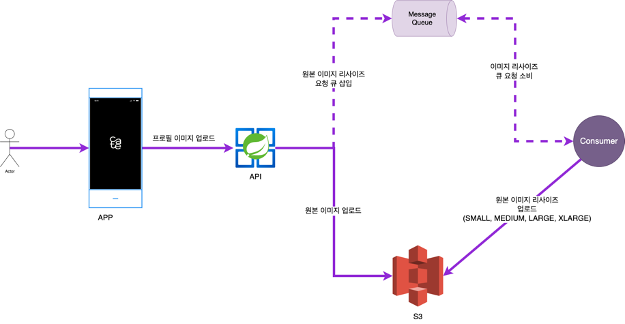 Message
Queue
원본 이미지 리사이즈
요청 큐 삽입
이미지 리사이즈
큐 요청 소비
프로필 이미지 업로드
Actor
APP
API
Consumer
원본 이미지 업로드
원본 이미지 리사이즈
업로드
(SMALL, MEDIUM, LARGE, XLARGE)
S3